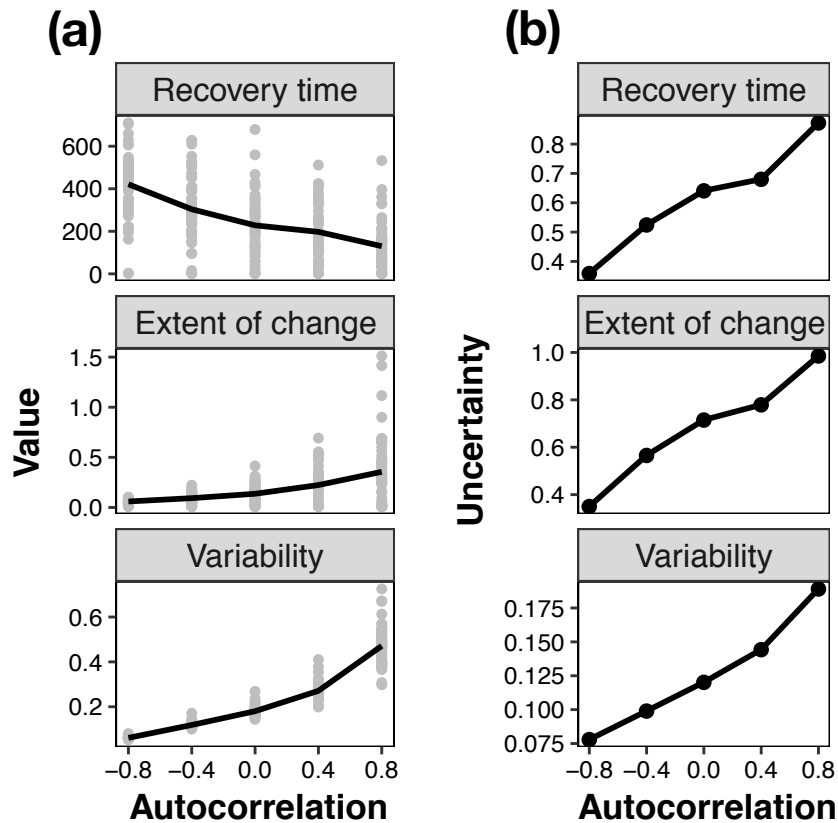 (a)
Recovery time
600
400
200
0
Extent of change
1.5
1.0
0.5
0.0
Variability
0.6
0.4
0.2
−0.8 −0.4 0.0 0.4 0.8
Autocorrelation
Value
(b)
Recovery time
0.8
0.7
0.6
0.5
0.4
Extent of change
1.0
0.8
0.6
0.4
Variability
0.175
0.150
0.125
0.100
0.075
−0.8 −0.4 0.0 0.4 0.8
Autocorrelation
Uncertainty